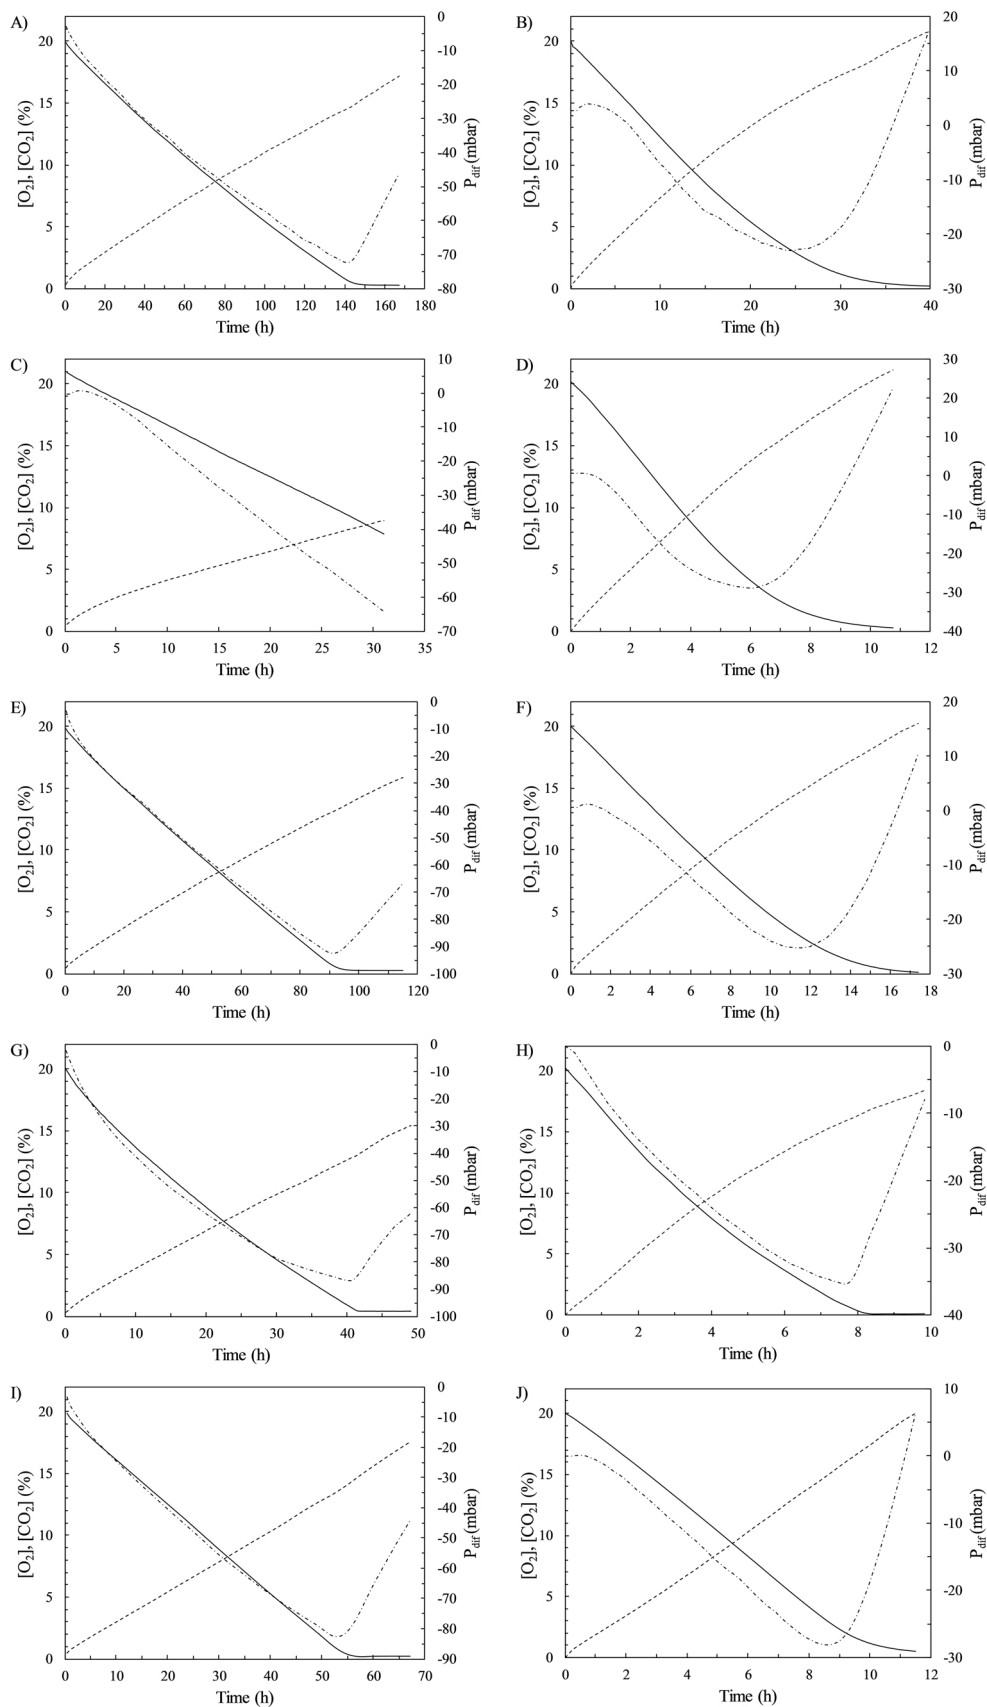 A)
[O2], [CO2] (%)
20
15
10
5
0
0 20 40 60 80 100 120 140 160 180
Time (h)
0
-10
-20
-30
-40
-50
-60
-70
-80
Pdif (mbar)
B)
[O2], [CO2] (%)
20
15
10
5
0
0 10 20 30 40
Time (h)
20
10
0
-10
-20
-30
Pdif (mbar)
C)
[O2], [CO2] (%)
20
15
10
5
0
0 5 10 15 20 25 30 35
Time (h)
10
0
-10
-20
-30
-40
-50
-60
-70
Pdif (mbar)
D)
[O2], [CO2] (%)
20
15
10
5
0
0 2 4 6 8 10 12
Time (h)
30
20
10
0
-10
-20
-30
-40
Pdif (mbar)
E)
[O2], [CO2] (%)
20
15
10
5
0
0 20 40 60 80 100 120
Time (h)
0
-10
-20
-30
-40
-50
-60
-70
-80
-90
-100
Pdif (mbar)
F)
[O2], [CO2] (%)
20
15
10
5
0
0 2 4 6 8 10 12 14 16 18
Time (h)
20
10
0
-10
-20
-30
Pdif (mbar)
G)
[O2], [CO2] (%)
20
15
10
5
0
0 10 20 30 40 50
Time (h)
0
-10
-20
-30
-40
-50
-60
-70
-80
-90
-100
Pdif (mbar)
H)
[O2], [CO2] (%)
20
15
10
5
0
0 2 4 6 8 10
Time (h)
0
-10
-20
-30
-40
Pdif (mbar)
I)
[O2], [CO2] (%)
20
15
10
5
0
0 10 20 30 40 50 60 70
Time (h)
0
-10
-20
-30
-40
-50
-60
-70
-80
-90
Pdif (mbar)
J)
[O2], [CO2] (%)
20
15
10
5
0
0 2 4 6 8 10 12
Time (h)
10
0
-10
-20
-30
Pdif (mbar)